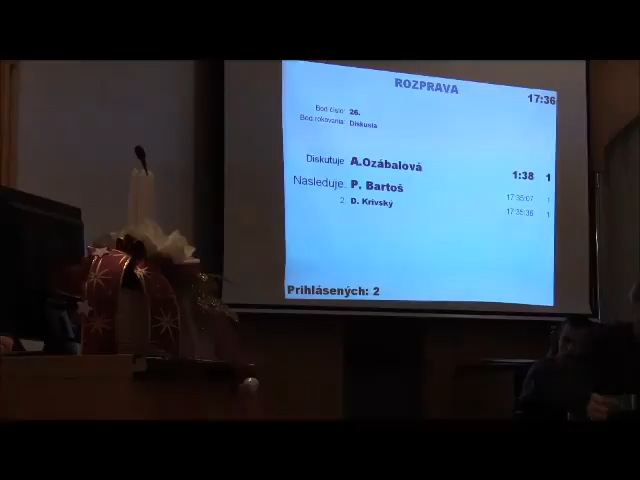 ROZPRAVA
17:36
Bod číslo: 26.
Bod rokovania: Diskusia
Diskutuje A.Ozábalová 1:38 1
Nasleduje. P. Bartoš 17:35:07 1
2. D. Krivský 17:35:36 1
Prihlásených: 2